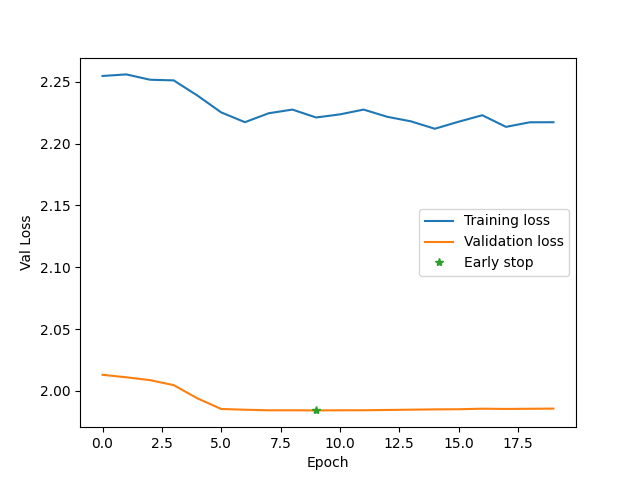 2.25
2.20
2.15
2.10
2.05
2.00
Val Loss
Training loss
Validation loss
Early stop
0.0 2.5 5.0 7.5 10.0 12.5 15.0 17.5
Epoch